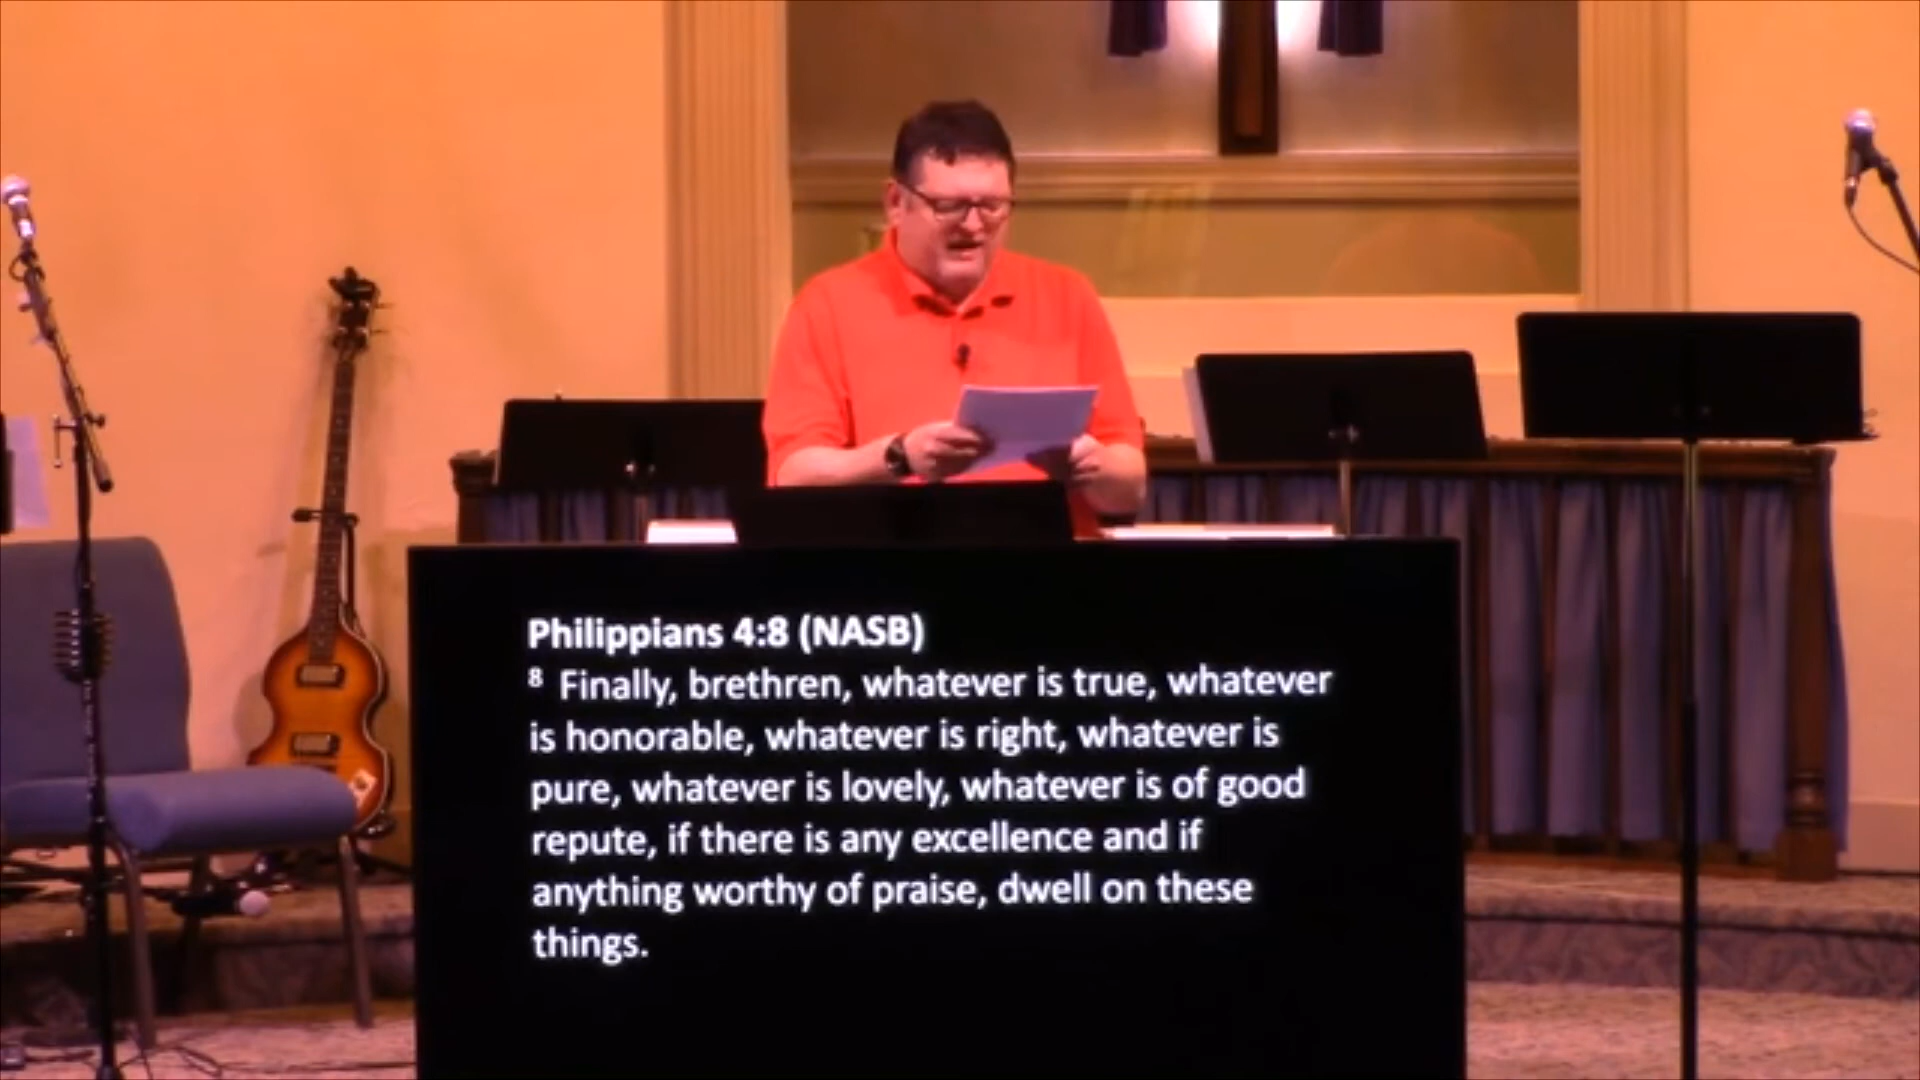 Philippians 4:8 (NASB)
8 Finally, brethren, whatever is true, whatever
is honorable, whatever is right, whatever is
pure, whatever is lovely, whatever is of good
repute, if there is any excellence and if
anything worthy of praise, dwell on these
things.